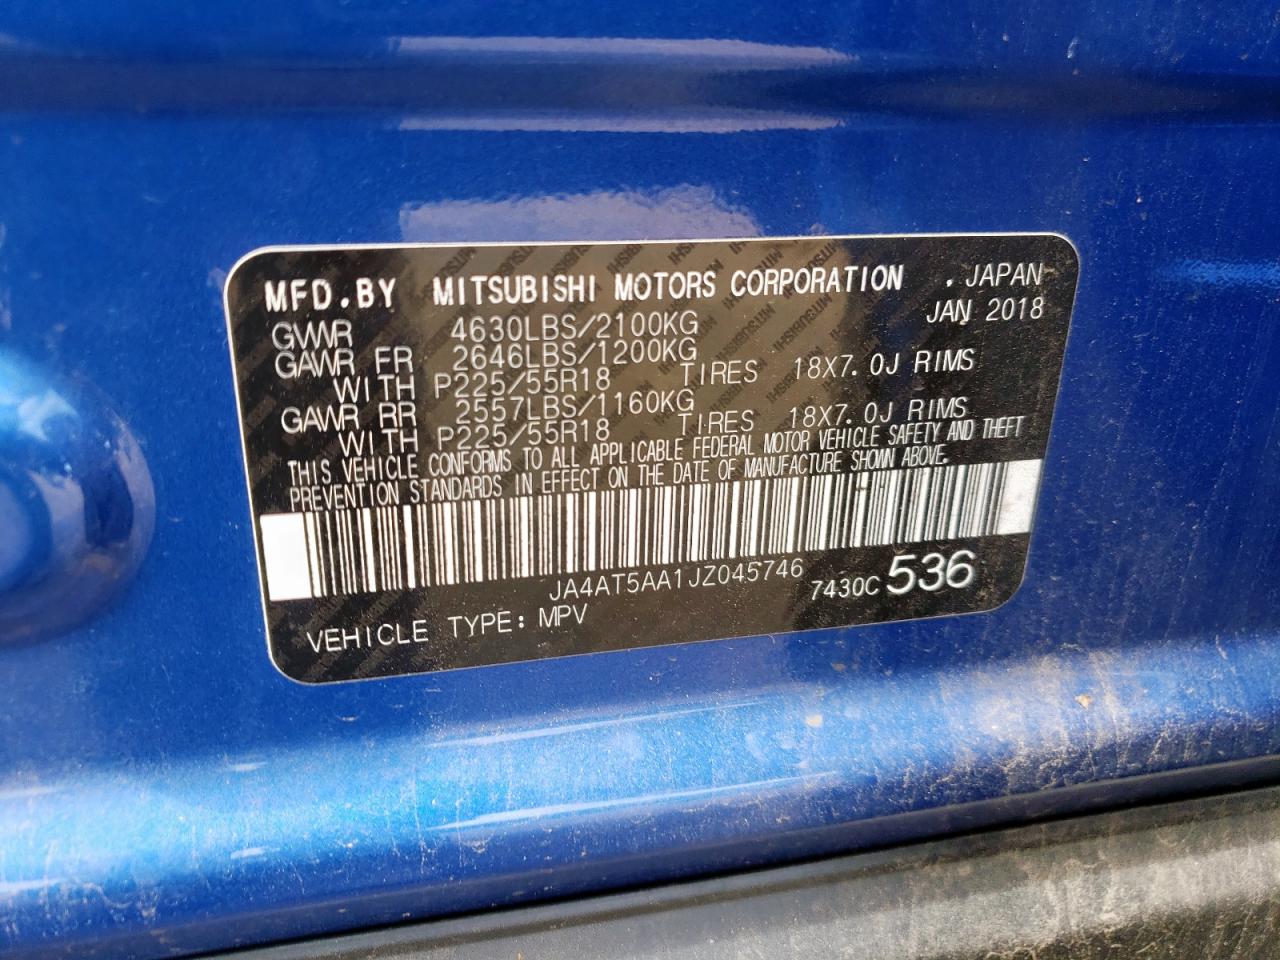 MFD.BY MITSUBISHI MOTORS CORPORATION . JAPAN
JAN 2018
GVWR 4630LBS/2100KG
GAWR FR 2646LBS/1200KG
WITH P225/55R18 TIRES 18X7.0J RIMS
GAWR RR 2557LBS/1160KG
WITH P225/55R18 TIRES 18X7.0J RIMS
THIS VEHICLE CONFORMS TO ALL APPLICABLE FEDERAL MOTOR VEHICLE SAFETY AND THEFT
PREVENTION STANDARDS IN EFFECT ON THE DATE OF MANUFACTURE SHOWN ABOVE.
JA4AT5AA1JZ045746 7430C 536
VEHICLE TYPE: MPV